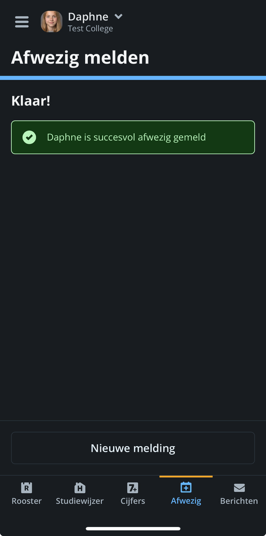 Daphne
Test College
Afwezig melden
Klaar!
Daphne is succesvol afwezig gemeld
Nieuwe melding
Rooster
Studiewijzer
Cijfers
Afwezig
Berichten